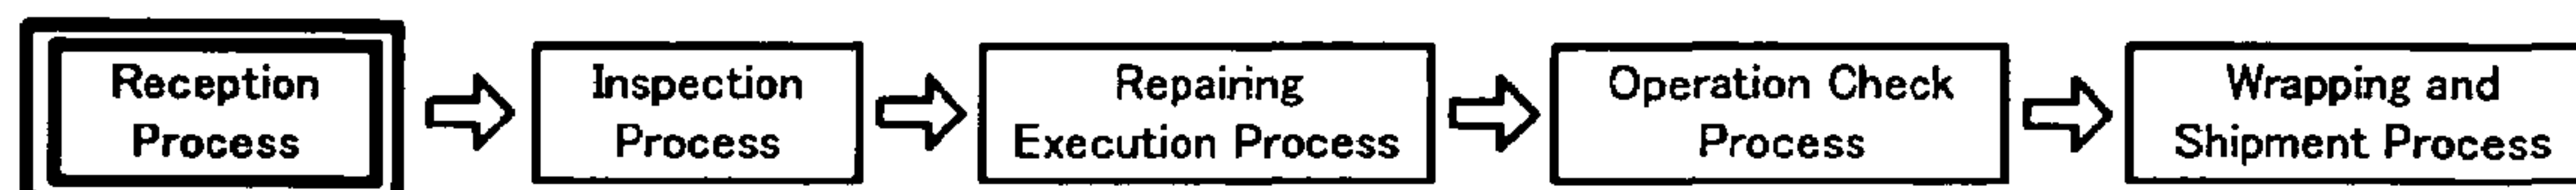 Reception
Process
Inspection
Process
Repairing
Execution Process
Operation Check
Process
Wrapping and
Shipment Process